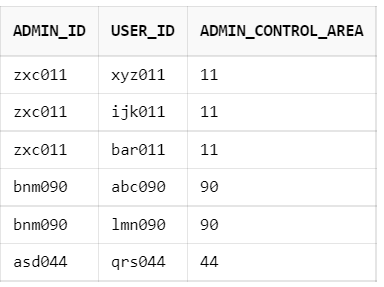 ADMIN_ID USER_ID ADMIN_CONTROL_AREA
zxc011 xyz011 11
zxc011 ijk011 11
zxc011 bar011 11
bnm090 abc090 90
bnm090 lmn090 90
asd044 qrs044 44